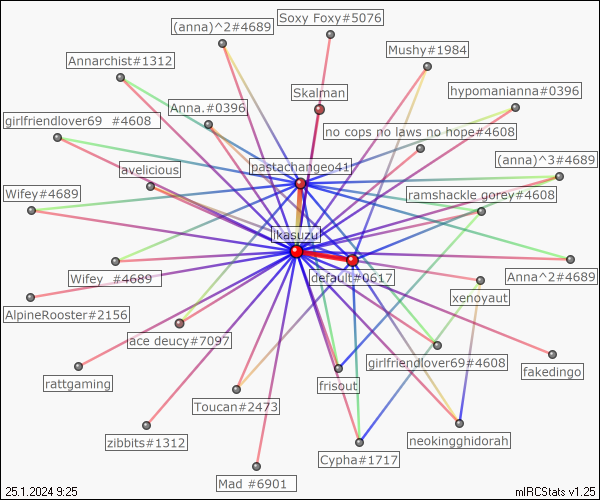 Soxy Foxy#5076
(anna)^2#4689
Mushy#1984
Annarchist#1312
hypomanianna#0396
Skalman
Anna.#0396
girlfriendlover69 #4608
no cops no laws no hope#4608
(anna)^3#4689
pastachangeo41
avelicious
Wifey#4689
ramshackle gorey#4608
ikasuzu
Wifey #4689
default#0617
Anna^2#4689
xenoyaut
AlpineRooster#2156
ace deucy#7097
girlfriendlover69#4608
fakedingo
rattgaming
frisout
Toucan#2473
zibbits#1312
neokingghidorah
Cypha#1717
Mad #6901
25.1.2024 9:25
mIRCStats v1.25